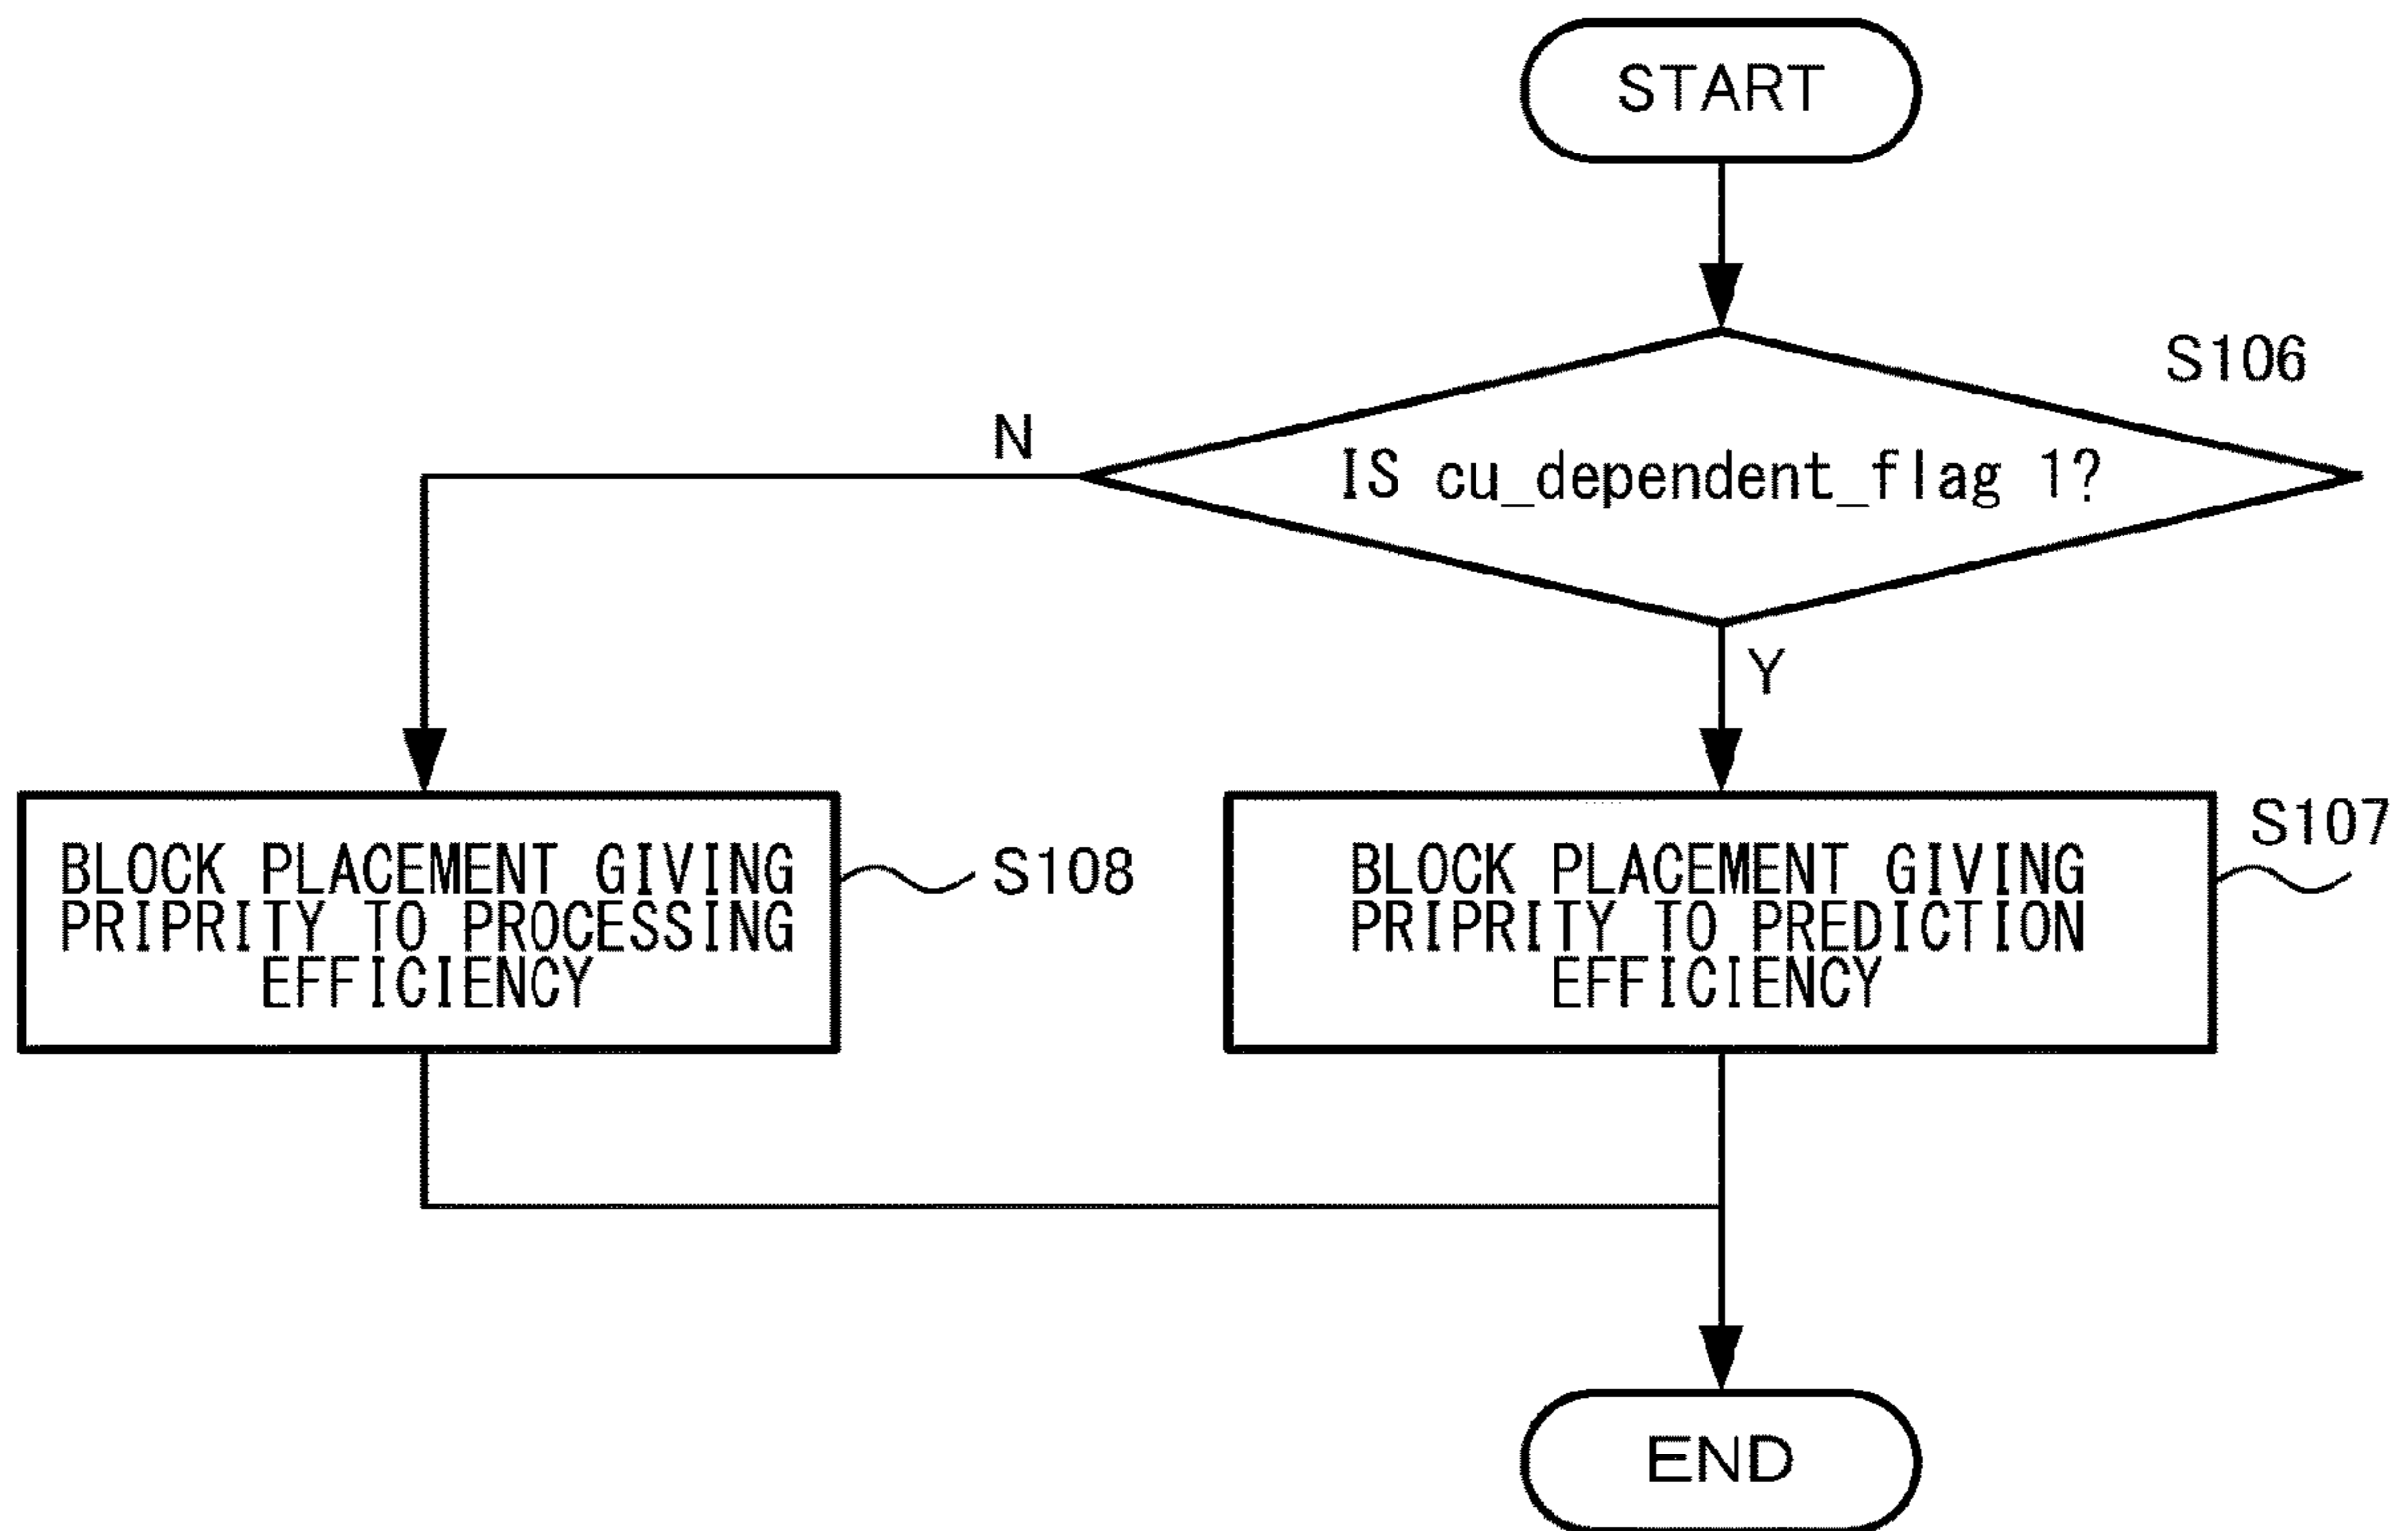 START
S106
N
IS cu_dependent_flag 1?
Y
BLOCK PLACEMENT GIVING
PRIPRITY TO PROCESSING
EFFICIENCY
S108
BLOCK PLACEMENT GIVING
PRIPRITY TO PREDICTION
EFFICIENCY
S107
END